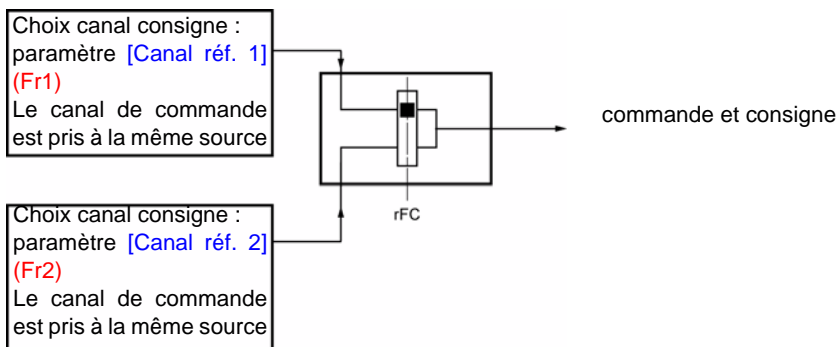 Choix canal consigne :
paramètre [Canal réf. 1]
(Fr1)
Le canal de commande
est pris à la même source
commande et consigne
rFC
Choix canal consigne :
paramètre [Canal réf. 2]
(Fr2)
Le canal de commande
est pris à la même source